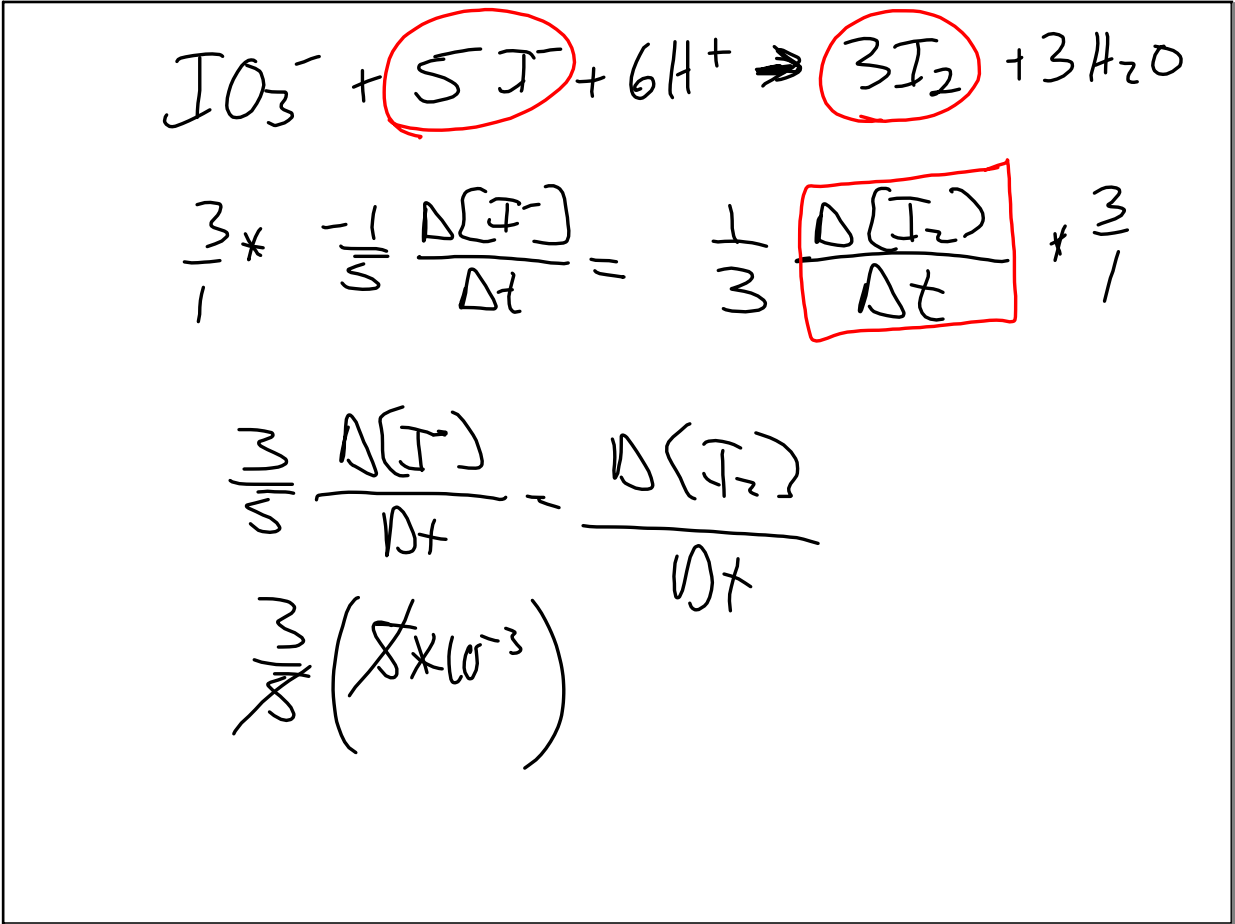 IO₃⁻ + 5I⁻ + 6H⁺ → 3I₂ + 3H₂O
3/1 * -1/5 Δ[I⁻]/Δt = 1/3 Δ[I₂]/Δt * 3/1
3/5 Δ[I⁻]/Δt = Δ[I₂]/Δt
3/5 (5*10⁻³)